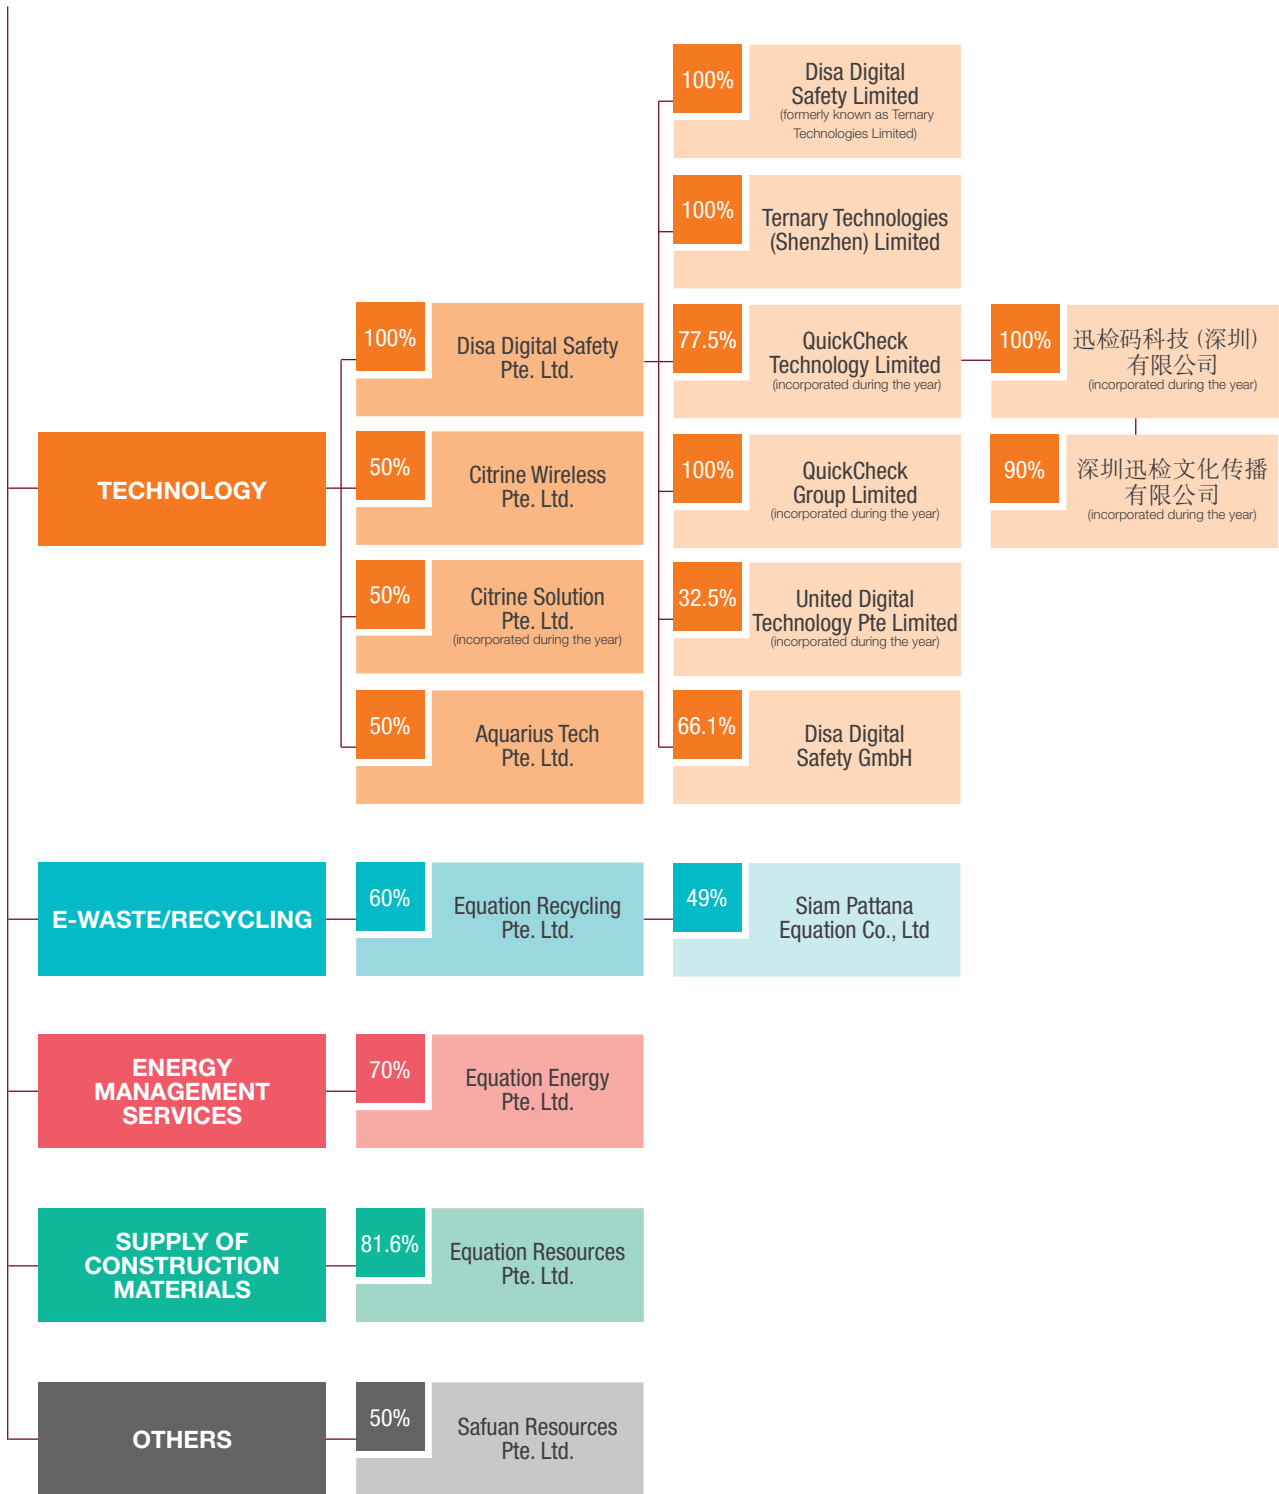 TECHNOLOGY
100%
Disa Digital Safety
Pte. Ltd.
50%
Citrine Wireless
Pte. Ltd.
50%
Citrine Solution
Pte. Ltd.
(incorporated during the year)
50%
Aquarius Tech
Pte. Ltd.
100%
Disa Digital
Safety Limited
(formerly known as Ternary
Technologies Limited)
100%
Ternary Technologies
(Shenzhen) Limited
77.5%
QuickCheck
Technology Limited
(incorporated during the year)
100%
迅检码科技 (深圳)
有限公司
(incorporated during the year)
90%
深圳迅检文化传播
有限公司
(incorporated during the year)
100%
QuickCheck
Group Limited
(incorporated during the year)
32.5%
United Digital
Technology Pte Limited
(incorporated during the year)
66.1%
Disa Digital
Safety GmbH
E-WASTE/RECYCLING
60%
Equation Recycling
Pte. Ltd.
49%
Siam Pattana
Equation Co., Ltd
ENERGY
MANAGEMENT
SERVICES
70%
Equation Energy
Pte. Ltd.
SUPPLY OF
CONSTRUCTION
MATERIALS
81.6%
Equation Resources
Pte. Ltd.
OTHERS
50%
Safuan Resources
Pte. Ltd.